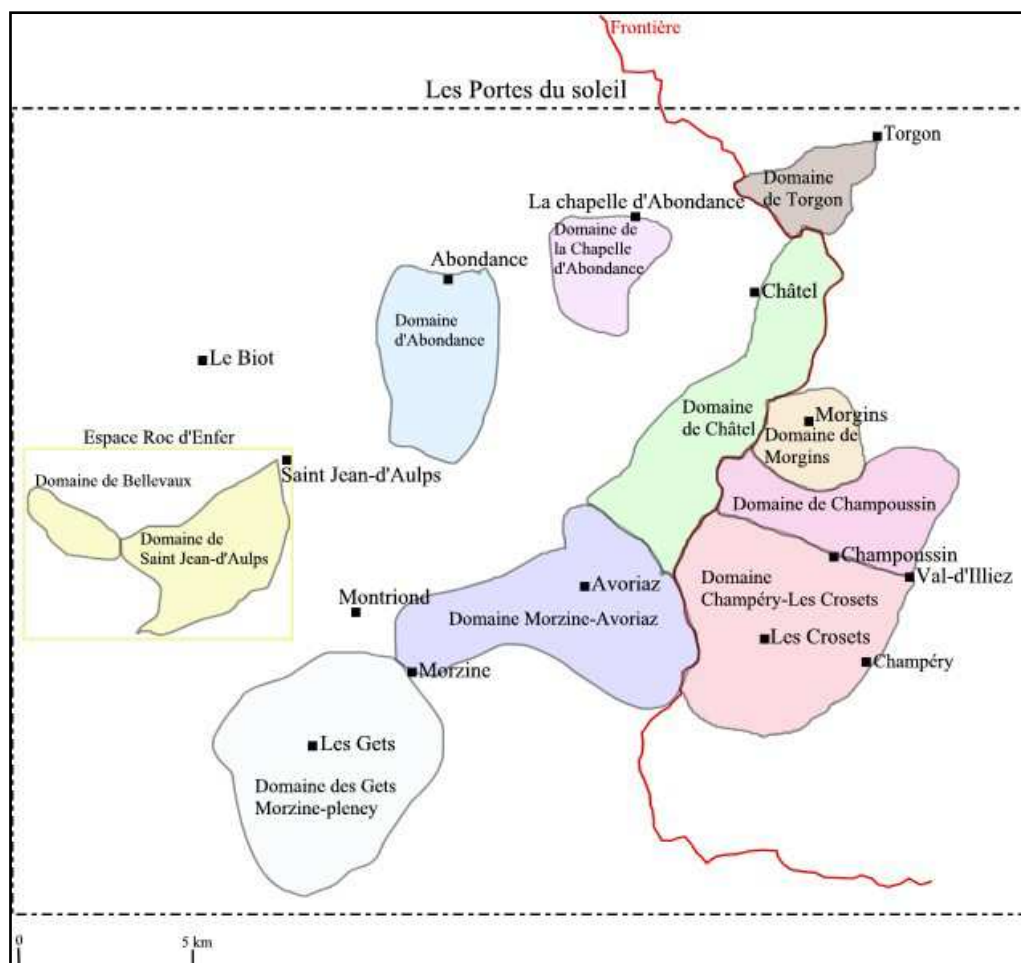 Frontière
Les Portes du soleil
Torgon
Domaine
de Torgon
La chapelle d'Abondance
Domaine de
la Chapelle
d'Abondance
Abondance
Châtel
Domaine
d'Abondance
Le Biot
Domaine
de Châtel
Morgins
Domaine de
Morgins
Espace Roc d'Enfer
Saint Jean-d'Aulps
Domaine de Bellevaux
Domaine de Champoussin
Domaine de
Saint Jean-d'Aulps
Champoussin
Val-d'Illiez
Avoriaz
Domaine
Champéry-Les Crosets
Montriond
Domaine Morzine-Avoriaz
Les Crosets
Champéry
Morzine
Les Gets
Domaine des Gets
Morzine-pleney
0
5 km